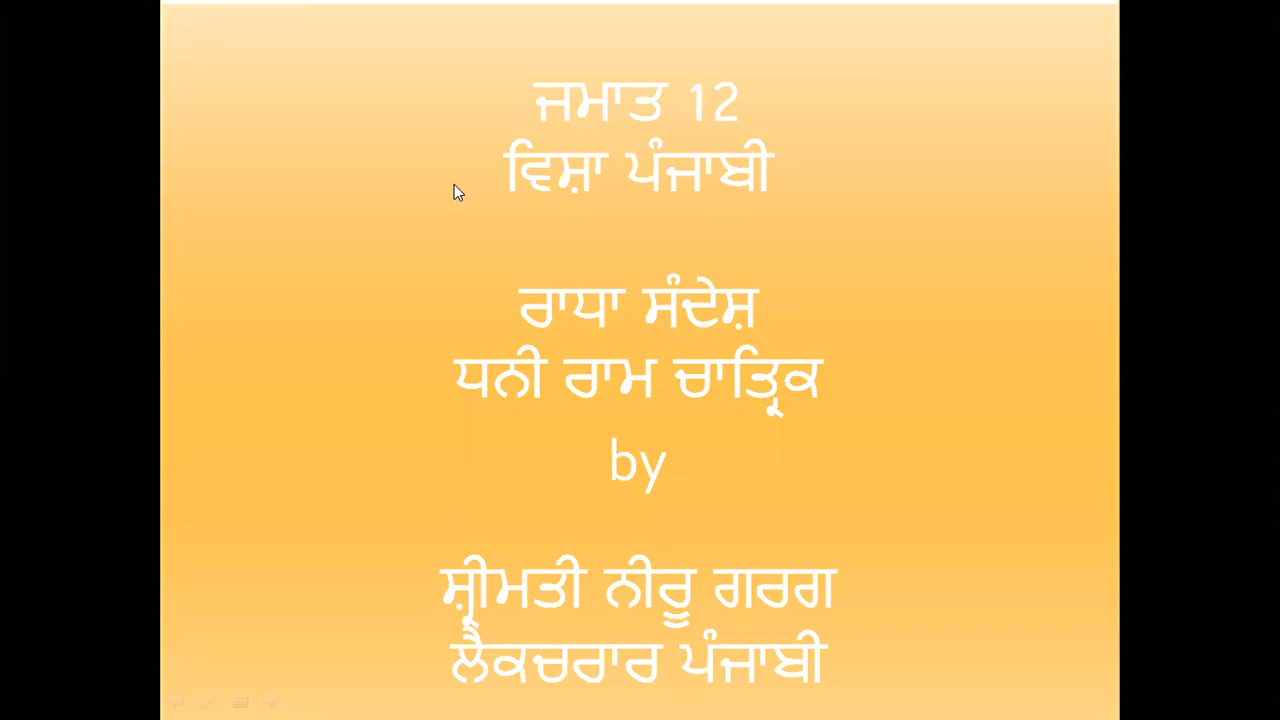 ਜਮਾਤ 12
ਵਿਸ਼ਾ ਪੰਜਾਬੀ
ਰਾਧਾ ਸੰਦੇਸ਼
ਧਨੀ ਰਾਮ ਚਾਤ੍ਰਿਕ
by
ਸ਼੍ਰੀਮਤੀ ਨੀਰੂ ਗਰਗ
ਲੈਕਚਰਾਰ ਪੰਜਾਬੀ